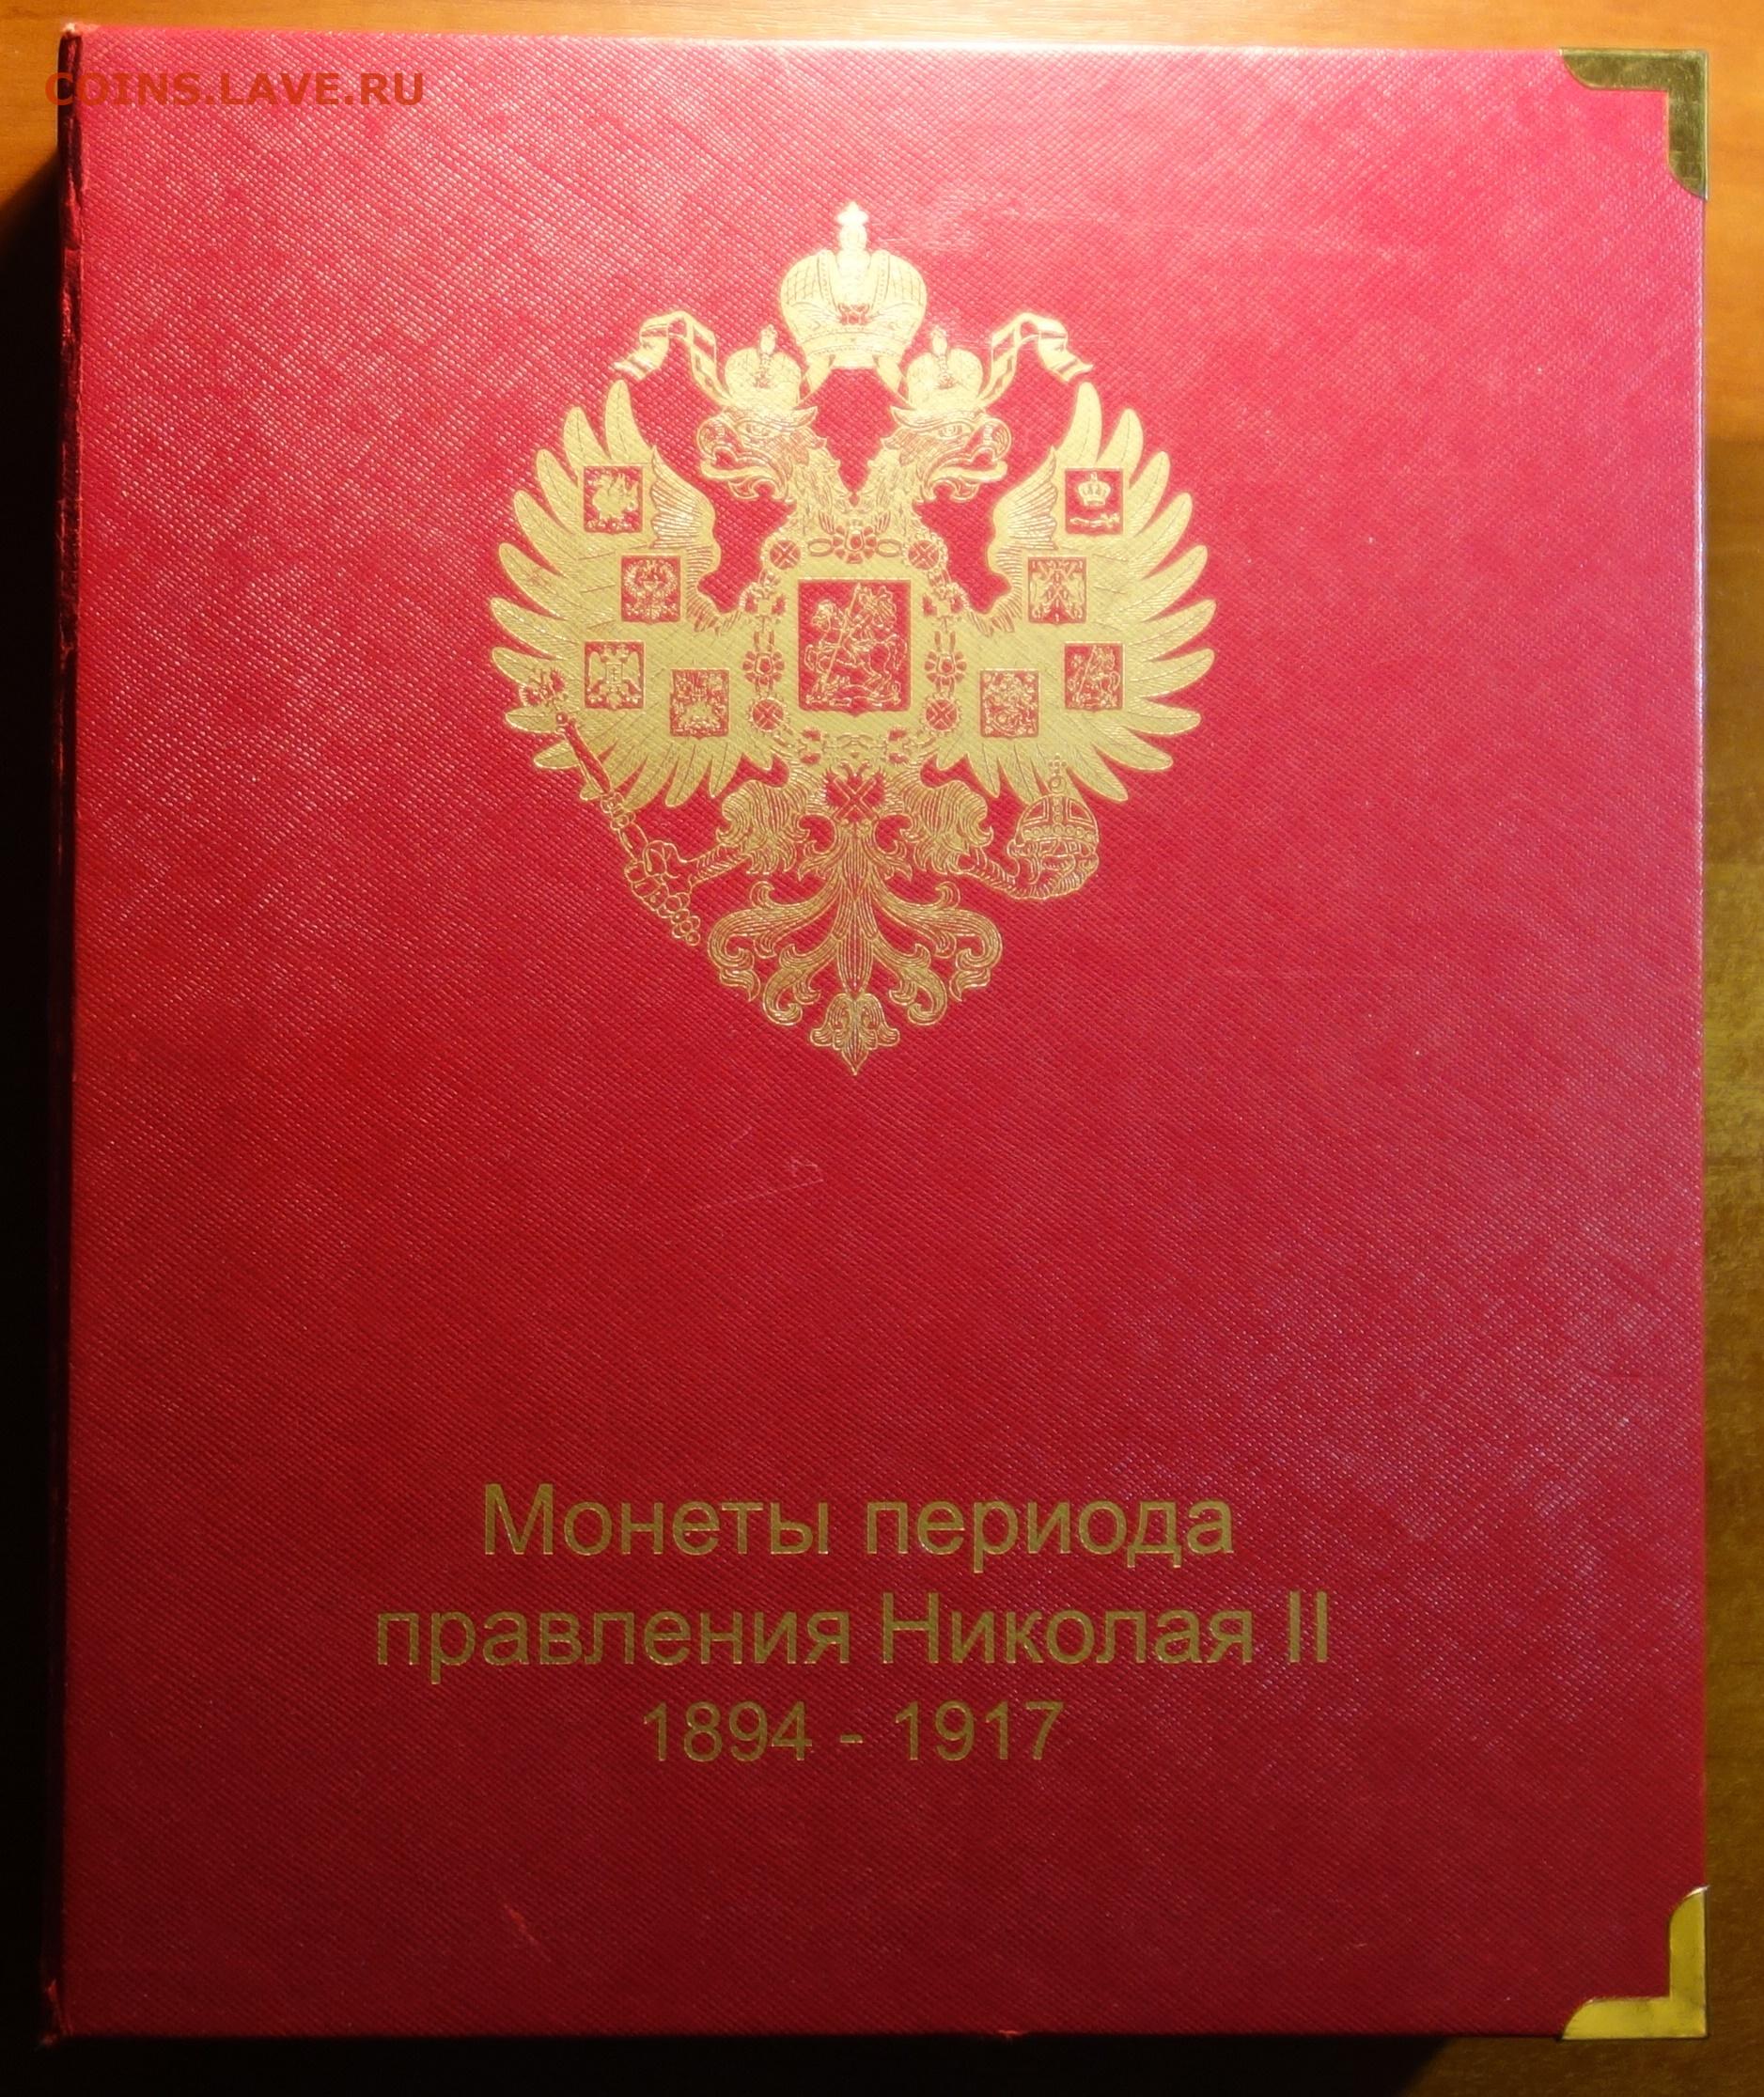 COINS.LAVE.RU
Монеты периода
правления Николая II
1894 - 1917